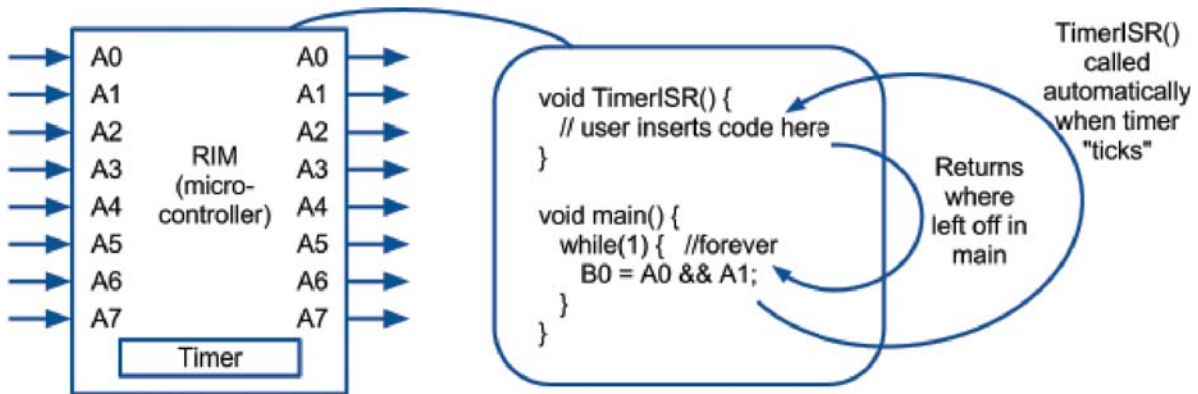 A0
A1
A2
A3
A4
A5
A6
A7
RIM
(micro-
controller)
A0
A1
A2
A3
A4
A5
A6
A7
Timer
void TimerISR() {
// user inserts code here
}
void main() {
while(1) { //forever
B0 = A0 && A1;
}
}
Returns
where
left off in
main
TimerISR()
called
automatically
when timer
"ticks"